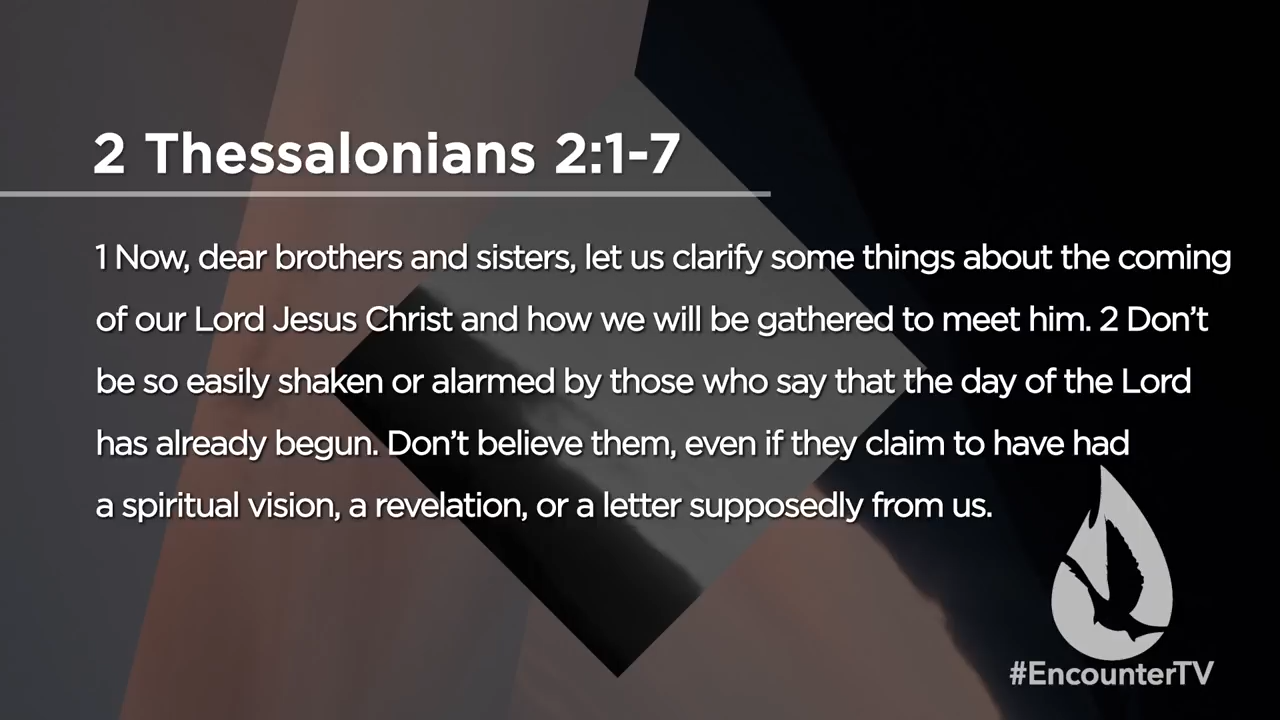 2 Thessalonians 2:1-7
1 Now, dear brothers and sisters, let us clarify some things about the coming
of our Lord Jesus Christ and how we will be gathered to meet him. 2 Don’t
be so easily shaken or alarmed by those who say that the day of the Lord
has already begun. Don’t believe them, even if they claim to have had
a spiritual vision, a revelation, or a letter supposedly from us.
#EncounterTV